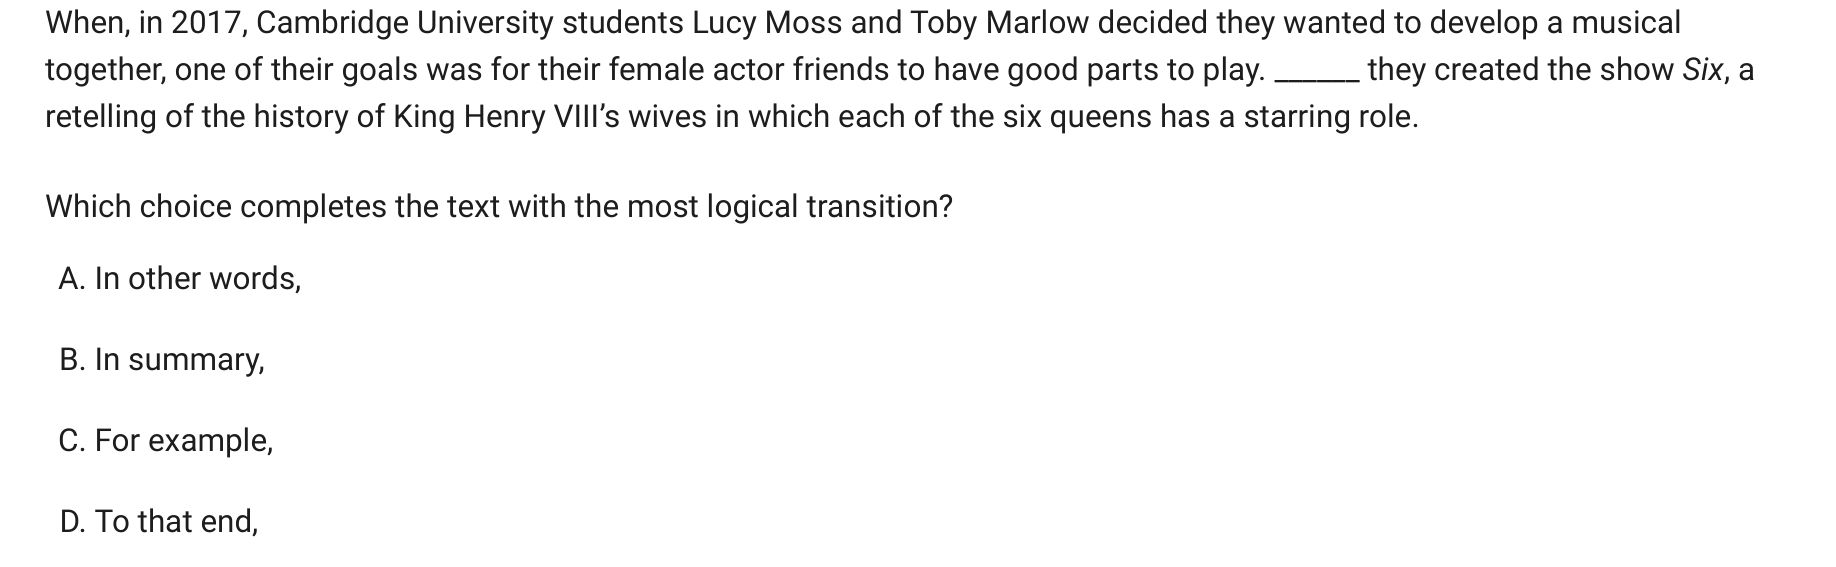 When, in 2017, Cambridge University students Lucy Moss and Toby Marlow decided they wanted to develop a musical
together, one of their goals was for their female actor friends to have good parts to play. ______ they created the show Six, a
retelling of the history of King Henry VIII's wives in which each of the six queens has a starring role.
Which choice completes the text with the most logical transition?
A. In other words,
B. In summary,
C. For example,
D. To that end,